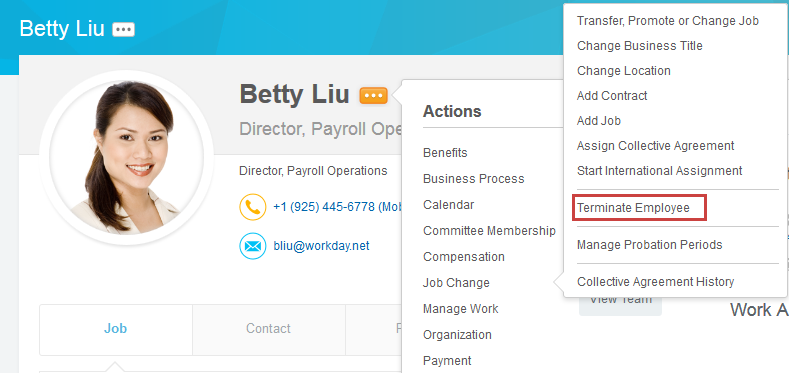 Betty Liu
Betty Liu
Director, Payroll Ope
Director, Payroll Operations
+1 (925) 445-6778 (Mob
bliu@workday.net
Job
Contact
Actions
Benefits
Business Process
Calendar
Committee Membership
Compensation
Job Change
Manage Work
Organization
Payment
Transfer, Promote or Change Job
Change Business Title
Change Location
Add Contract
Add Job
Assign Collective Agreement
Start International Assignment
Terminate Employee
Manage Probation Periods
Collective Agreement History
View Team
Work A